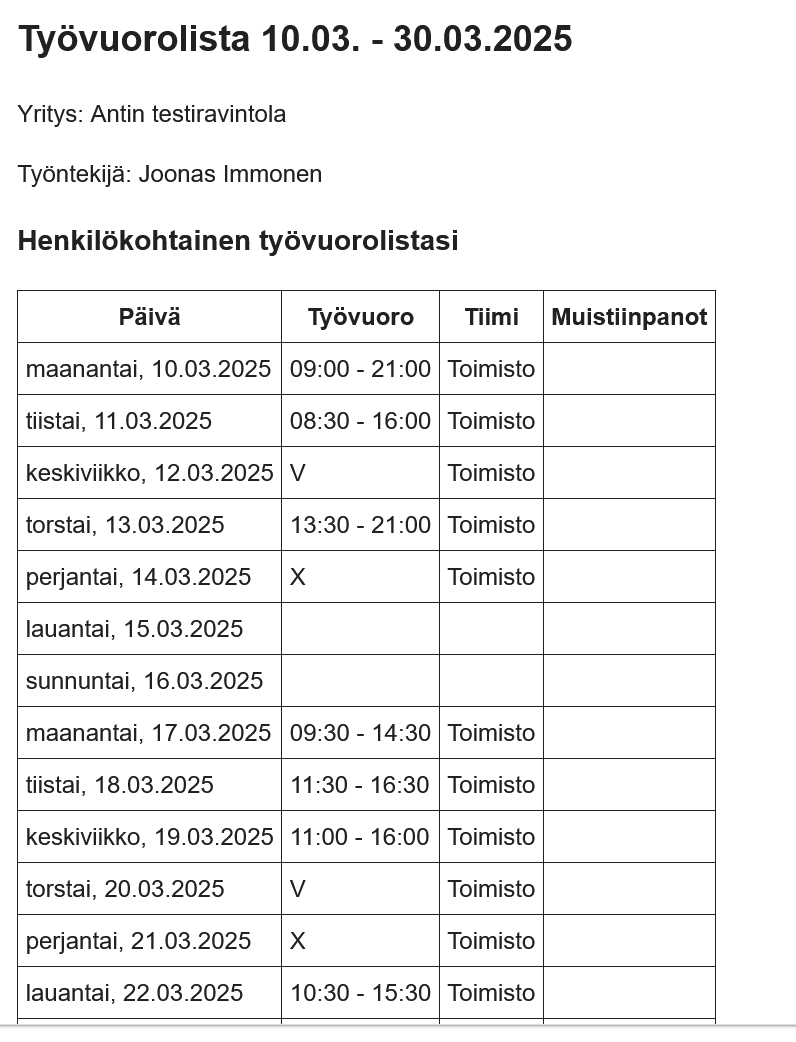 Työvuorolista 10.03. - 30.03.2025
Yritys: Antin testiravintola
Työntekijä: Joonas Immonen
Henkilökohtainen työvuorolistasi
Päivä Työvuoro Tiimi Muistiinpanot
maanantai, 10.03.2025 09:00 - 21:00 Toimisto
tiistai, 11.03.2025 08:30 - 16:00 Toimisto
keskiviikko, 12.03.2025 V Toimisto
torstai, 13.03.2025 13:30 - 21:00 Toimisto
perjantai, 14.03.2025 X Toimisto
lauantai, 15.03.2025
sunnuntai, 16.03.2025
maanantai, 17.03.2025 09:30 - 14:30 Toimisto
tiistai, 18.03.2025 11:30 - 16:30 Toimisto
keskiviikko, 19.03.2025 11:00 - 16:00 Toimisto
torstai, 20.03.2025 V Toimisto
perjantai, 21.03.2025 X Toimisto
lauantai, 22.03.2025 10:30 - 15:30 Toimisto